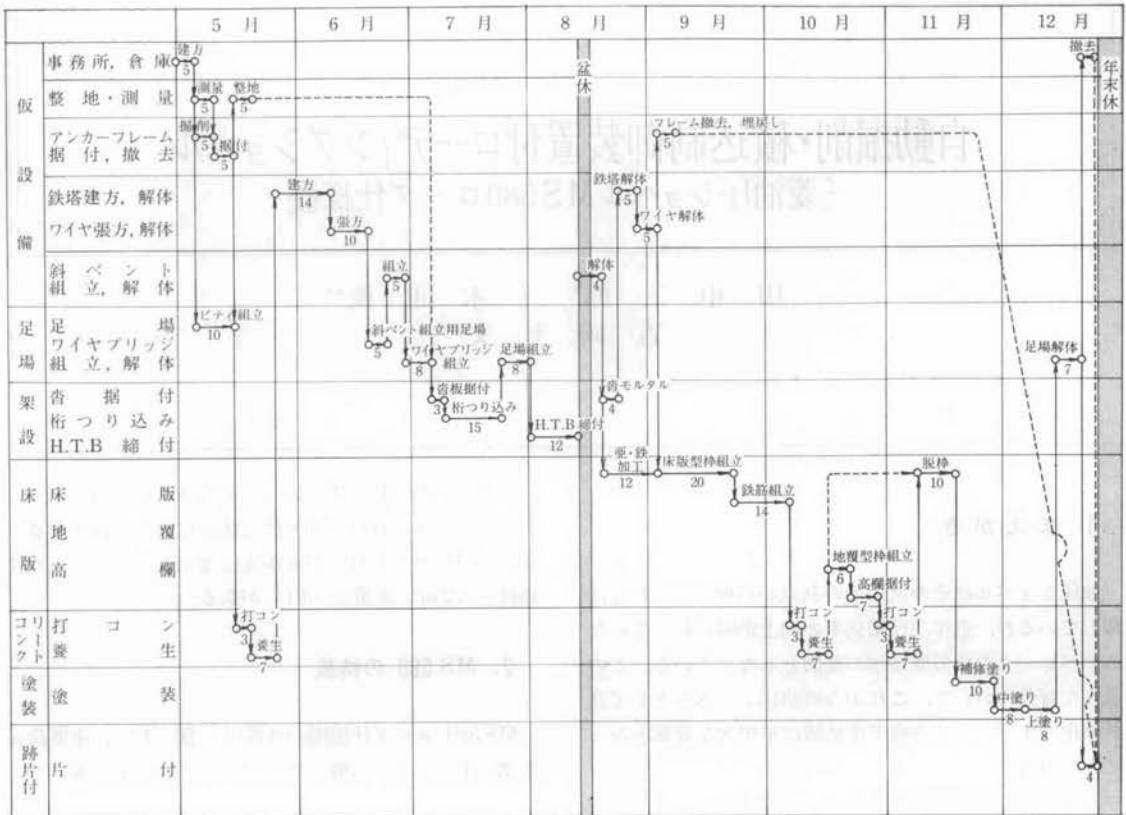 5 月 6 月 7 月 8 月 9 月 10 月 11 月 12 月
盆休
年末休
仮設備
事務所, 倉庫
建方
5
撤去
整地・測量
測量 整地
5 5
アンカーフレーム
据付, 撤去
掘削
5
据付
5
フレーム撤去, 埋戻し
5
鉄塔建方, 解体
建方
14
鉄塔解体
5
ワイヤ張方, 解体
張方
10
ワイヤ解体
5
斜ベント
組立, 解体
組立
5
解体
4
足場
足場
ワイヤブリッジ
組立, 解体
ビティ組立
10
斜ベント組立用足場
5
ワイヤブリッジ
組立
8
足場組立
8
足場解体
7
架設
沓据付
沓板据付
3
沓モルタル
4
桁つり込み
桁つり込み
15
H.T.B 締付
H.T.B 締付
12
床版
床版
地覆
高欄
亜・鉄
加工
12
床版型枠組立
20
鉄筋組立
14
脱枠
10
地覆型枠組立
6
高欄据付
7
コンクリート
打コン
養生
打コン
3
養生
7
打コン
3
養生
7
打コン
3
養生
7
塗装
塗装
補修塗り
10
中塗り
8
上塗り
8
跡片付
片付
4